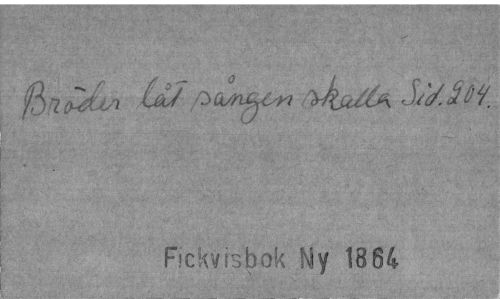 Bröder låt sången skalla Sid. 204.
Fickvisbok Ny 1864